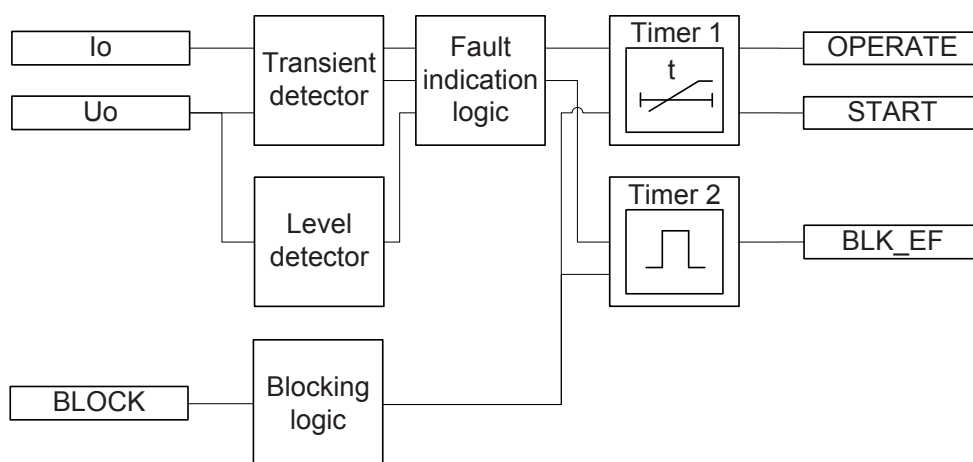 Io
Uo
BLOCK
Transient
detector
Level
detector
Blocking
logic
Fault
indication
logic
Timer 1
t
Timer 2
OPERATE
START
BLK_EF